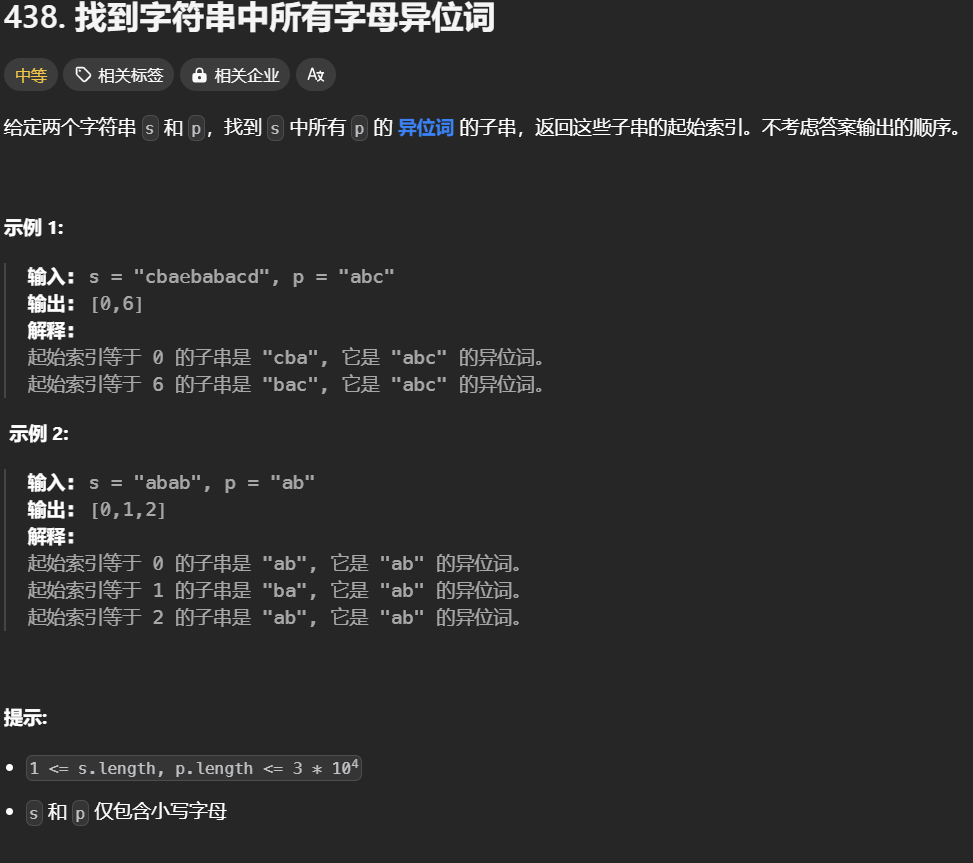 438. 找到字符串中所有字母异位词
中等 相关标签 相关企业
给定两个字符串 s 和 p，找到 s 中所有 p 的 异位词 的子串，返回这些子串的起始索引。不考虑答案输出的顺序。
示例 1:
输入: s = "cbaebabacd", p = "abc"
输出: [0,6]
解释:
起始索引等于 0 的子串是 "cba", 它是 "abc" 的异位词。
起始索引等于 6 的子串是 "bac", 它是 "abc" 的异位词。
示例 2:
输入: s = "abab", p = "ab"
输出: [0,1,2]
解释:
起始索引等于 0 的子串是 "ab", 它是 "ab" 的异位词。
起始索引等于 1 的子串是 "ba", 它是 "ab" 的异位词。
起始索引等于 2 的子串是 "ab", 它是 "ab" 的异位词。
提示:
1 <= s.length, p.length <= 3 * 10⁴
s 和 p 仅包含小写字母